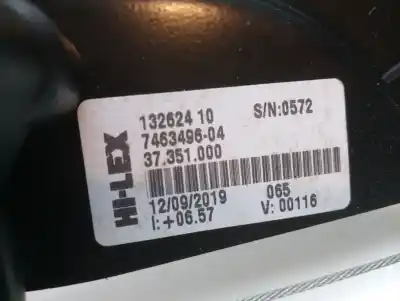 HI-LEX
132624 10 S/N:0572
7463496-04
37.351.000
12/09/2019 065
I:+06.57 V: 00116